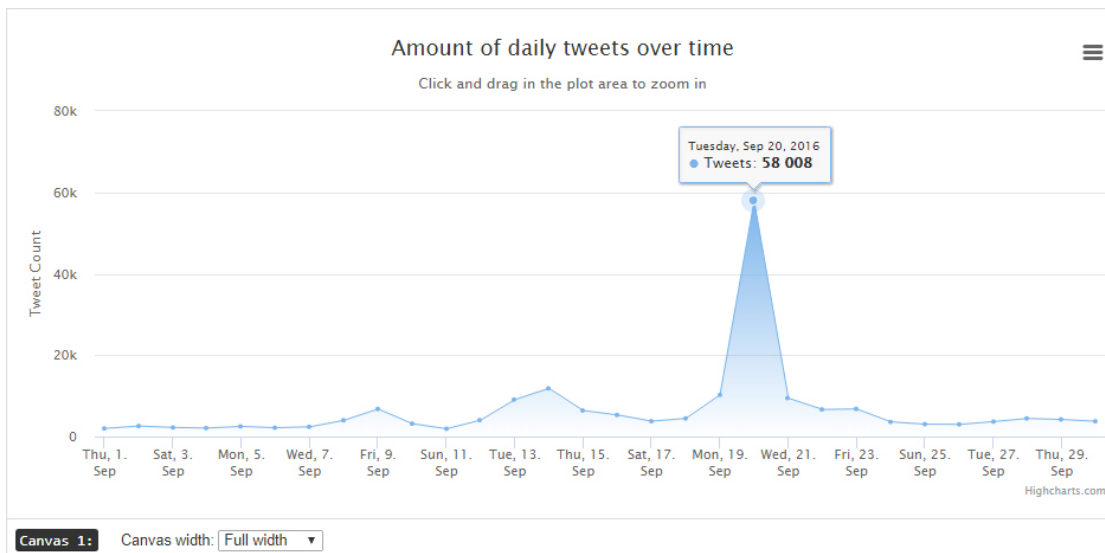 Amount of daily tweets over time
Click and drag in the plot area to zoom in
80k
60k
40k
20k
0
Tweet Count
Tuesday, Sep 20, 2016
Tweets: 58 008
Thu, 1. Sep
Sat, 3. Sep
Mon, 5. Sep
Wed, 7. Sep
Fri, 9. Sep
Sun, 11. Sep
Tue, 13. Sep
Thu, 15. Sep
Sat, 17. Sep
Mon, 19. Sep
Wed, 21. Sep
Fri, 23. Sep
Sun, 25. Sep
Tue, 27. Sep
Thu, 29. Sep
Highcharts.com
Canvas 1: Canvas width: Full width